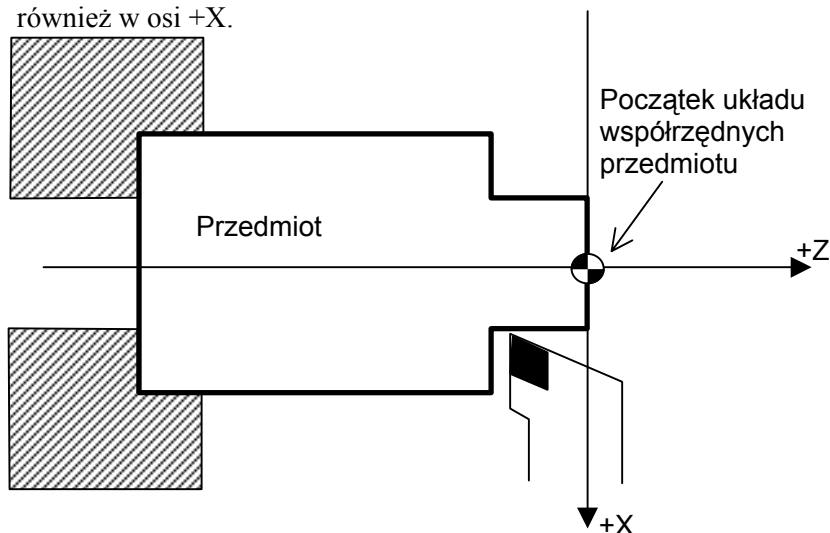 również w osi +X.
Początek układu
współrzędnych
przedmiotu
Przedmiot
+Z
+X